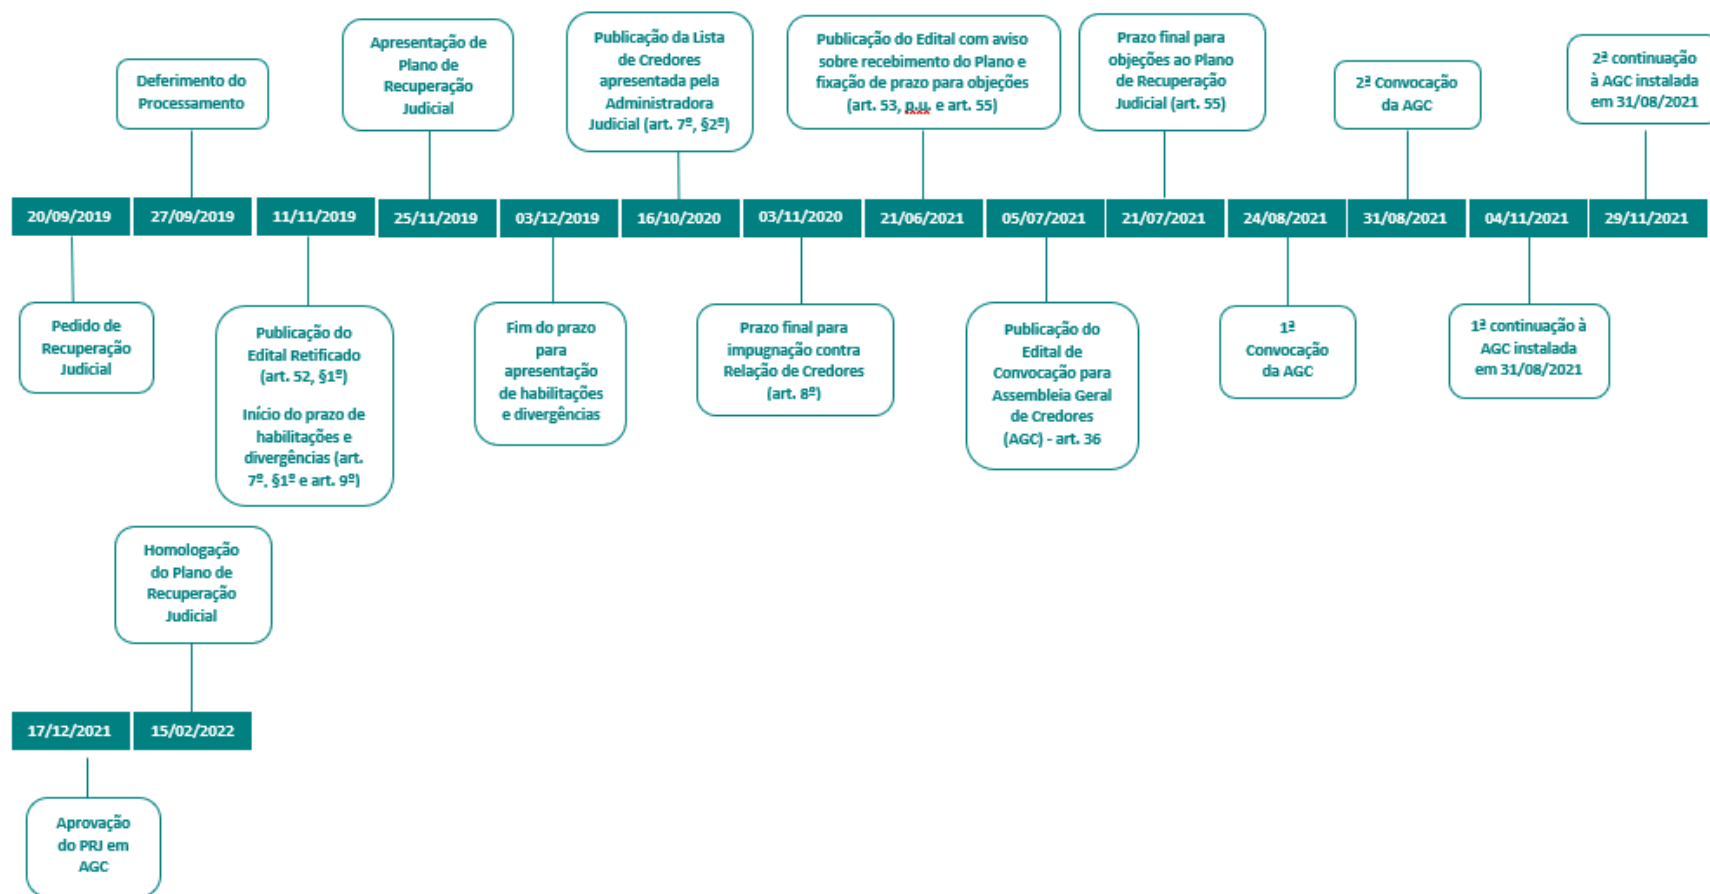 Deferimento do
Processamento
Apresentação de
Plano de
Recuperação
Judicial
Publicação da Lista
de Credores
apresentada pela
Administradora
Judicial (art. 7º, §2º)
Publicação do Edital com aviso
sobre recebimento do Plano e
fixação de prazo para objeções
(art. 53, p.u. e art. 55)
Prazo final para
objeções ao Plano
de Recuperação
Judicial (art. 55)
2ª Convocação
da AGC
2ª continuação
à AGC instalada
em 31/08/2021
20/09/2019
27/09/2019
11/11/2019
25/11/2019
03/12/2019
16/10/2020
03/11/2020
21/06/2021
05/07/2021
21/07/2021
24/08/2021
31/08/2021
04/11/2021
29/11/2021
Pedido de
Recuperação
Judicial
Publicação do
Edital Retificado
(art. 52, §1º)
Início do prazo de
habilitações e
divergências (art.
7º, §1º e art. 9º)
Fim do prazo
para
apresentação
de habilitações
e divergências
Prazo final para
impugnação contra
Relação de Credores
(art. 8º)
Publicação do
Edital de
Convocação para
Assembleia Geral
de Credores
(AGC) - art. 36
1ª
Convocação
da AGC
1ª continuação à
AGC instalada
em 31/08/2021
Homologação
do Plano de
Recuperação
Judicial
17/12/2021
15/02/2022
Aprovação
do PRJ em
AGC